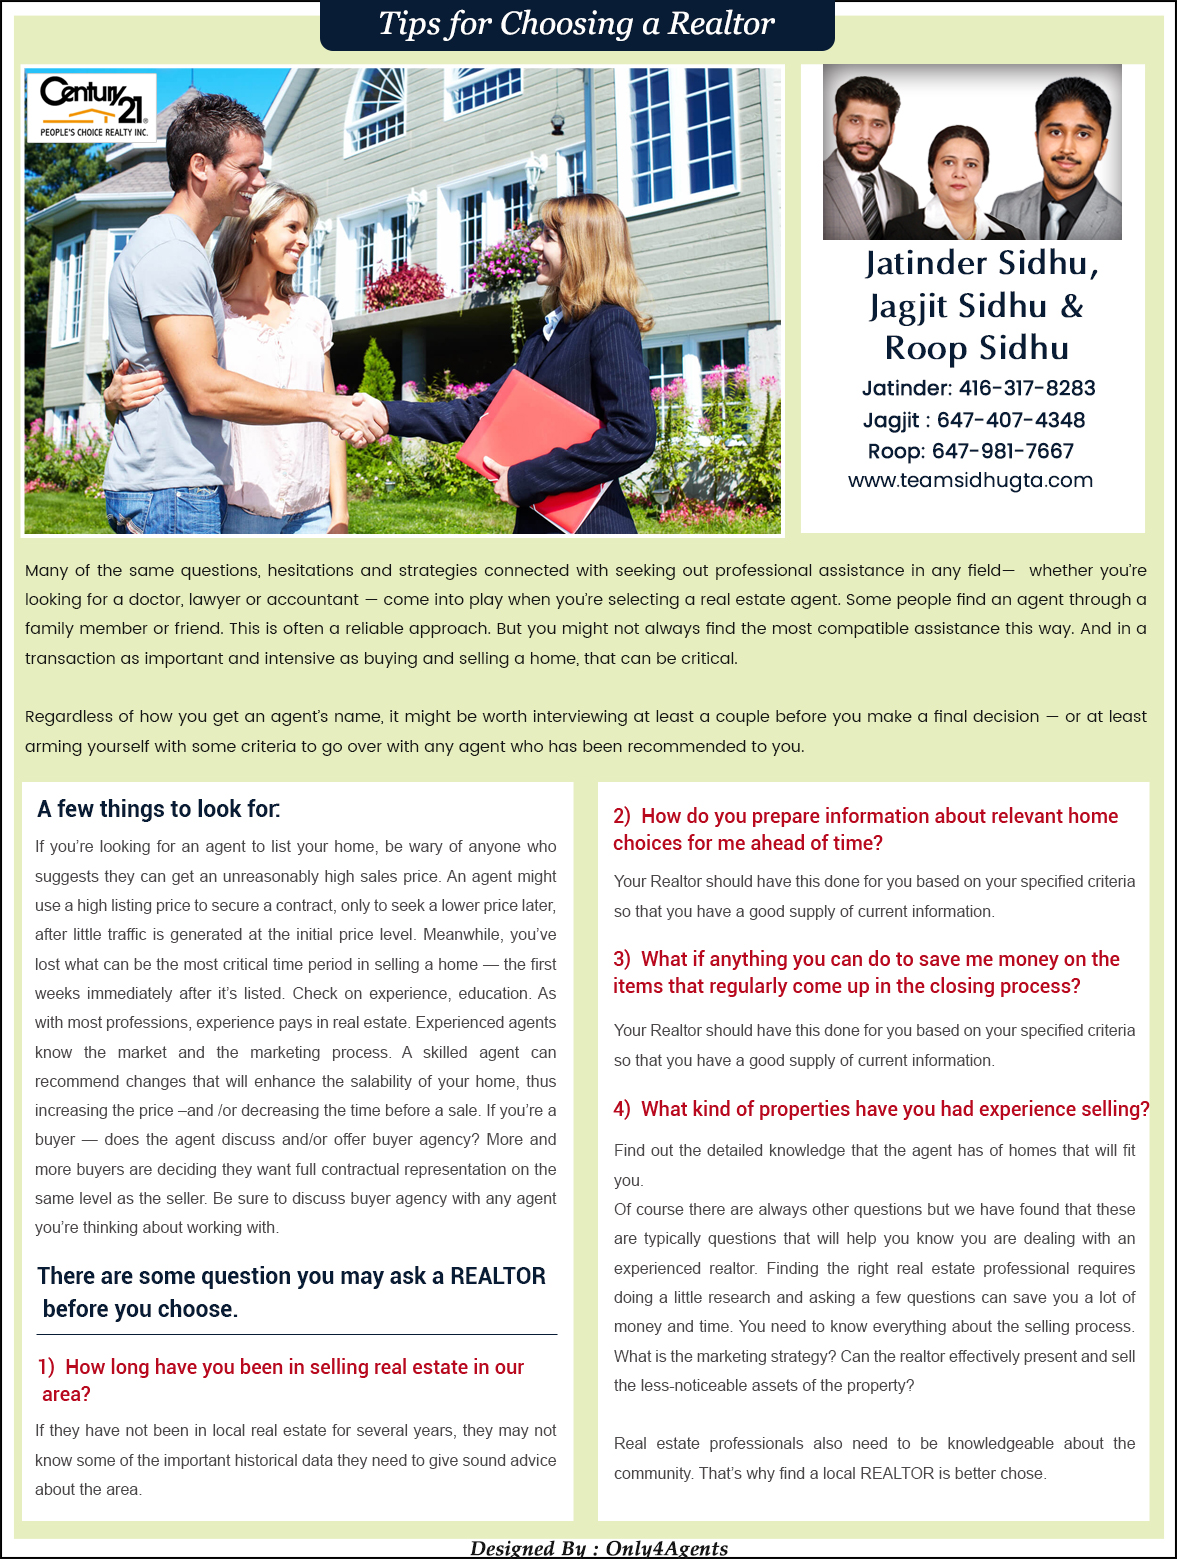 Tips for Choosing a Realtor
Century 21®
PEOPLE'S CHOICE REALTY INC.
Jatinder Sidhu,
Jagjit Sidhu &
Roop Sidhu
Jatinder: 416-317-8283
Jagjit : 647-407-4348
Roop: 647-981-7667
www.teamsidhugta.com
Many of the same questions, hesitations and strategies connected with seeking out professional assistance in any field— whether you’re
looking for a doctor, lawyer or accountant — come into play when you’re selecting a real estate agent. Some people find an agent through a
family member or friend. This is often a reliable approach. But you might not always find the most compatible assistance this way. And in a
transaction as important and intensive as buying and selling a home, that can be critical.
Regardless of how you get an agent’s name, it might be worth interviewing at least a couple before you make a final decision — or at least
arming yourself with some criteria to go over with any agent who has been recommended to you.
A few things to look for:
If you’re looking for an agent to list your home, be wary of anyone who
suggests they can get an unreasonably high sales price. An agent might
use a high listing price to secure a contract, only to seek a lower price later,
after little traffic is generated at the initial price level. Meanwhile, you’ve
lost what can be the most critical time period in selling a home — the first
weeks immediately after it’s listed. Check on experience, education. As
with most professions, experience pays in real estate. Experienced agents
know the market and the marketing process. A skilled agent can
recommend changes that will enhance the salability of your home, thus
increasing the price –and /or decreasing the time before a sale. If you’re a
buyer — does the agent discuss and/or offer buyer agency? More and
more buyers are deciding they want full contractual representation on the
same level as the seller. Be sure to discuss buyer agency with any agent
you’re thinking about working with.
There are some question you may ask a REALTOR
before you choose.
1) How long have you been in selling real estate in our
area?
If they have not been in local real estate for several years, they may not
know some of the important historical data they need to give sound advice
about the area.
2) How do you prepare information about relevant home
choices for me ahead of time?
Your Realtor should have this done for you based on your specified criteria
so that you have a good supply of current information.
3) What if anything you can do to save me money on the
items that regularly come up in the closing process?
Your Realtor should have this done for you based on your specified criteria
so that you have a good supply of current information.
4) What kind of properties have you had experience selling?
Find out the detailed knowledge that the agent has of homes that will fit
you.
Of course there are always other questions but we have found that these
are typically questions that will help you know you are dealing with an
experienced realtor. Finding the right real estate professional requires
doing a little research and asking a few questions can save you a lot of
money and time. You need to know everything about the selling process.
What is the marketing strategy? Can the realtor effectively present and sell
the less-noticeable assets of the property?
Real estate professionals also need to be knowledgeable about the
community. That’s why find a local REALTOR is better chose.
Designed By : Only4Agents